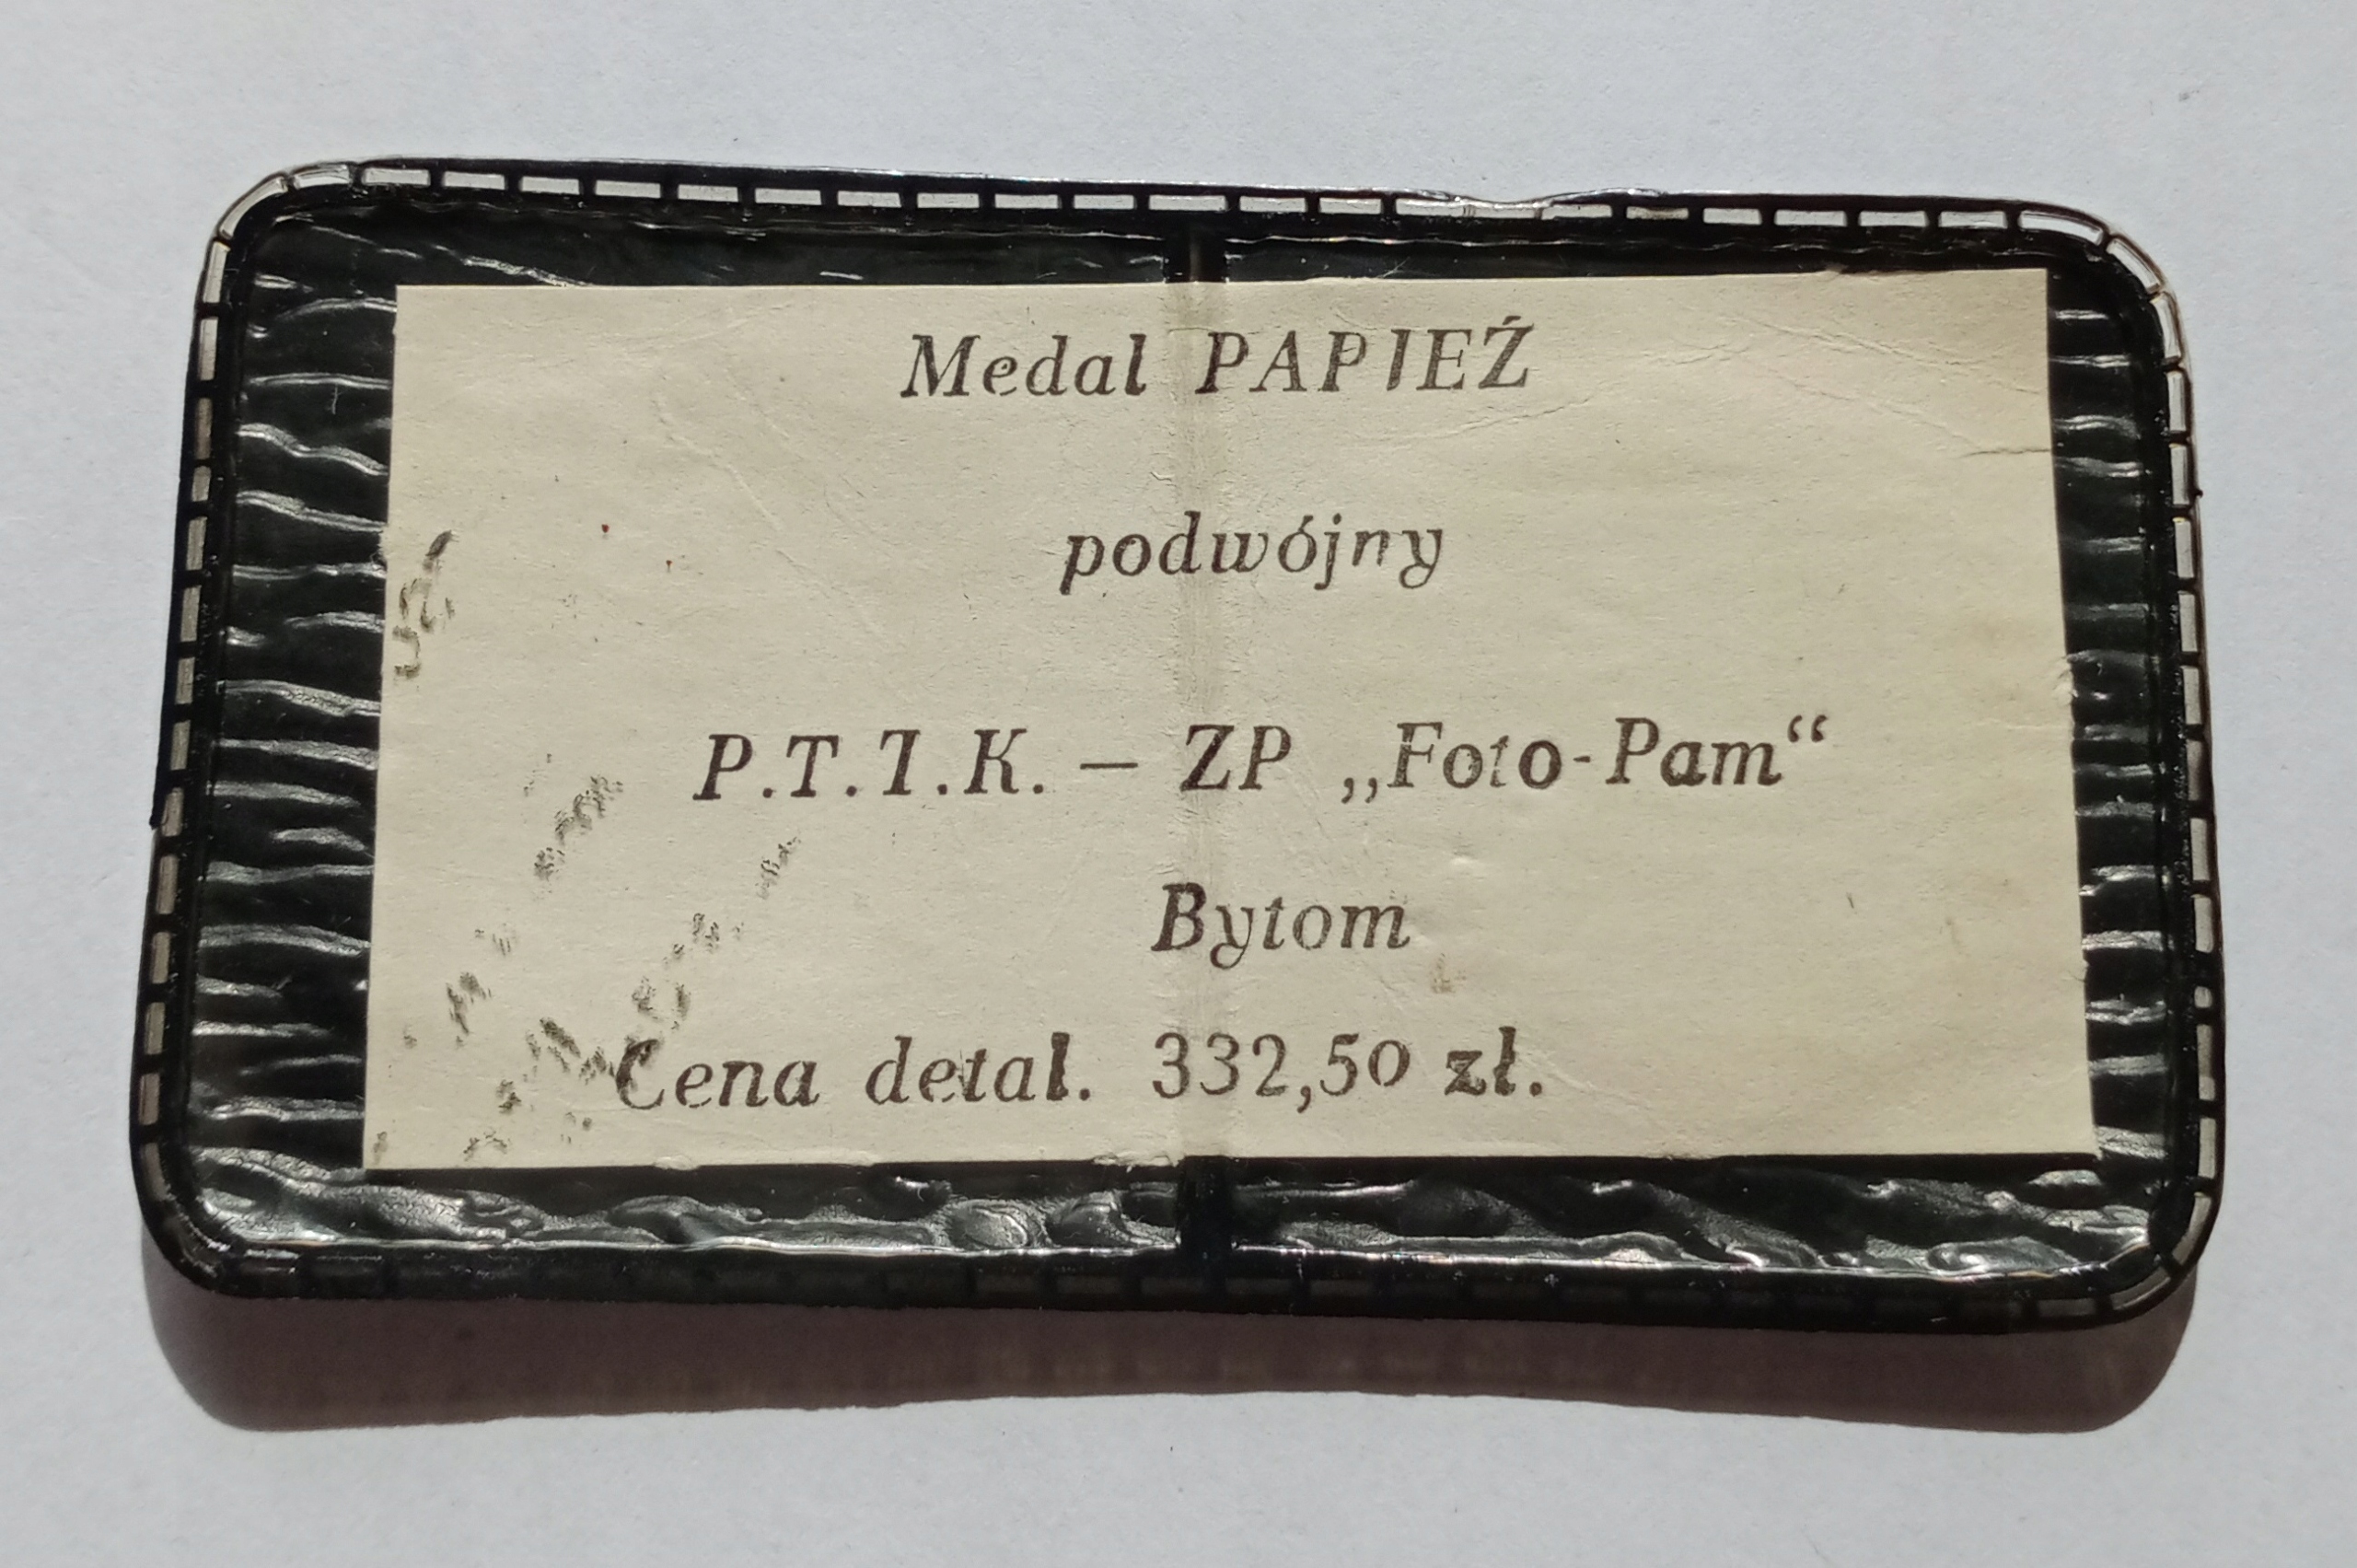 Medal PAPIEŻ
podwójny
P.T.T.K. — ZP „Foto-Pam“
Bytom
Cena detal. 332,50 zł.